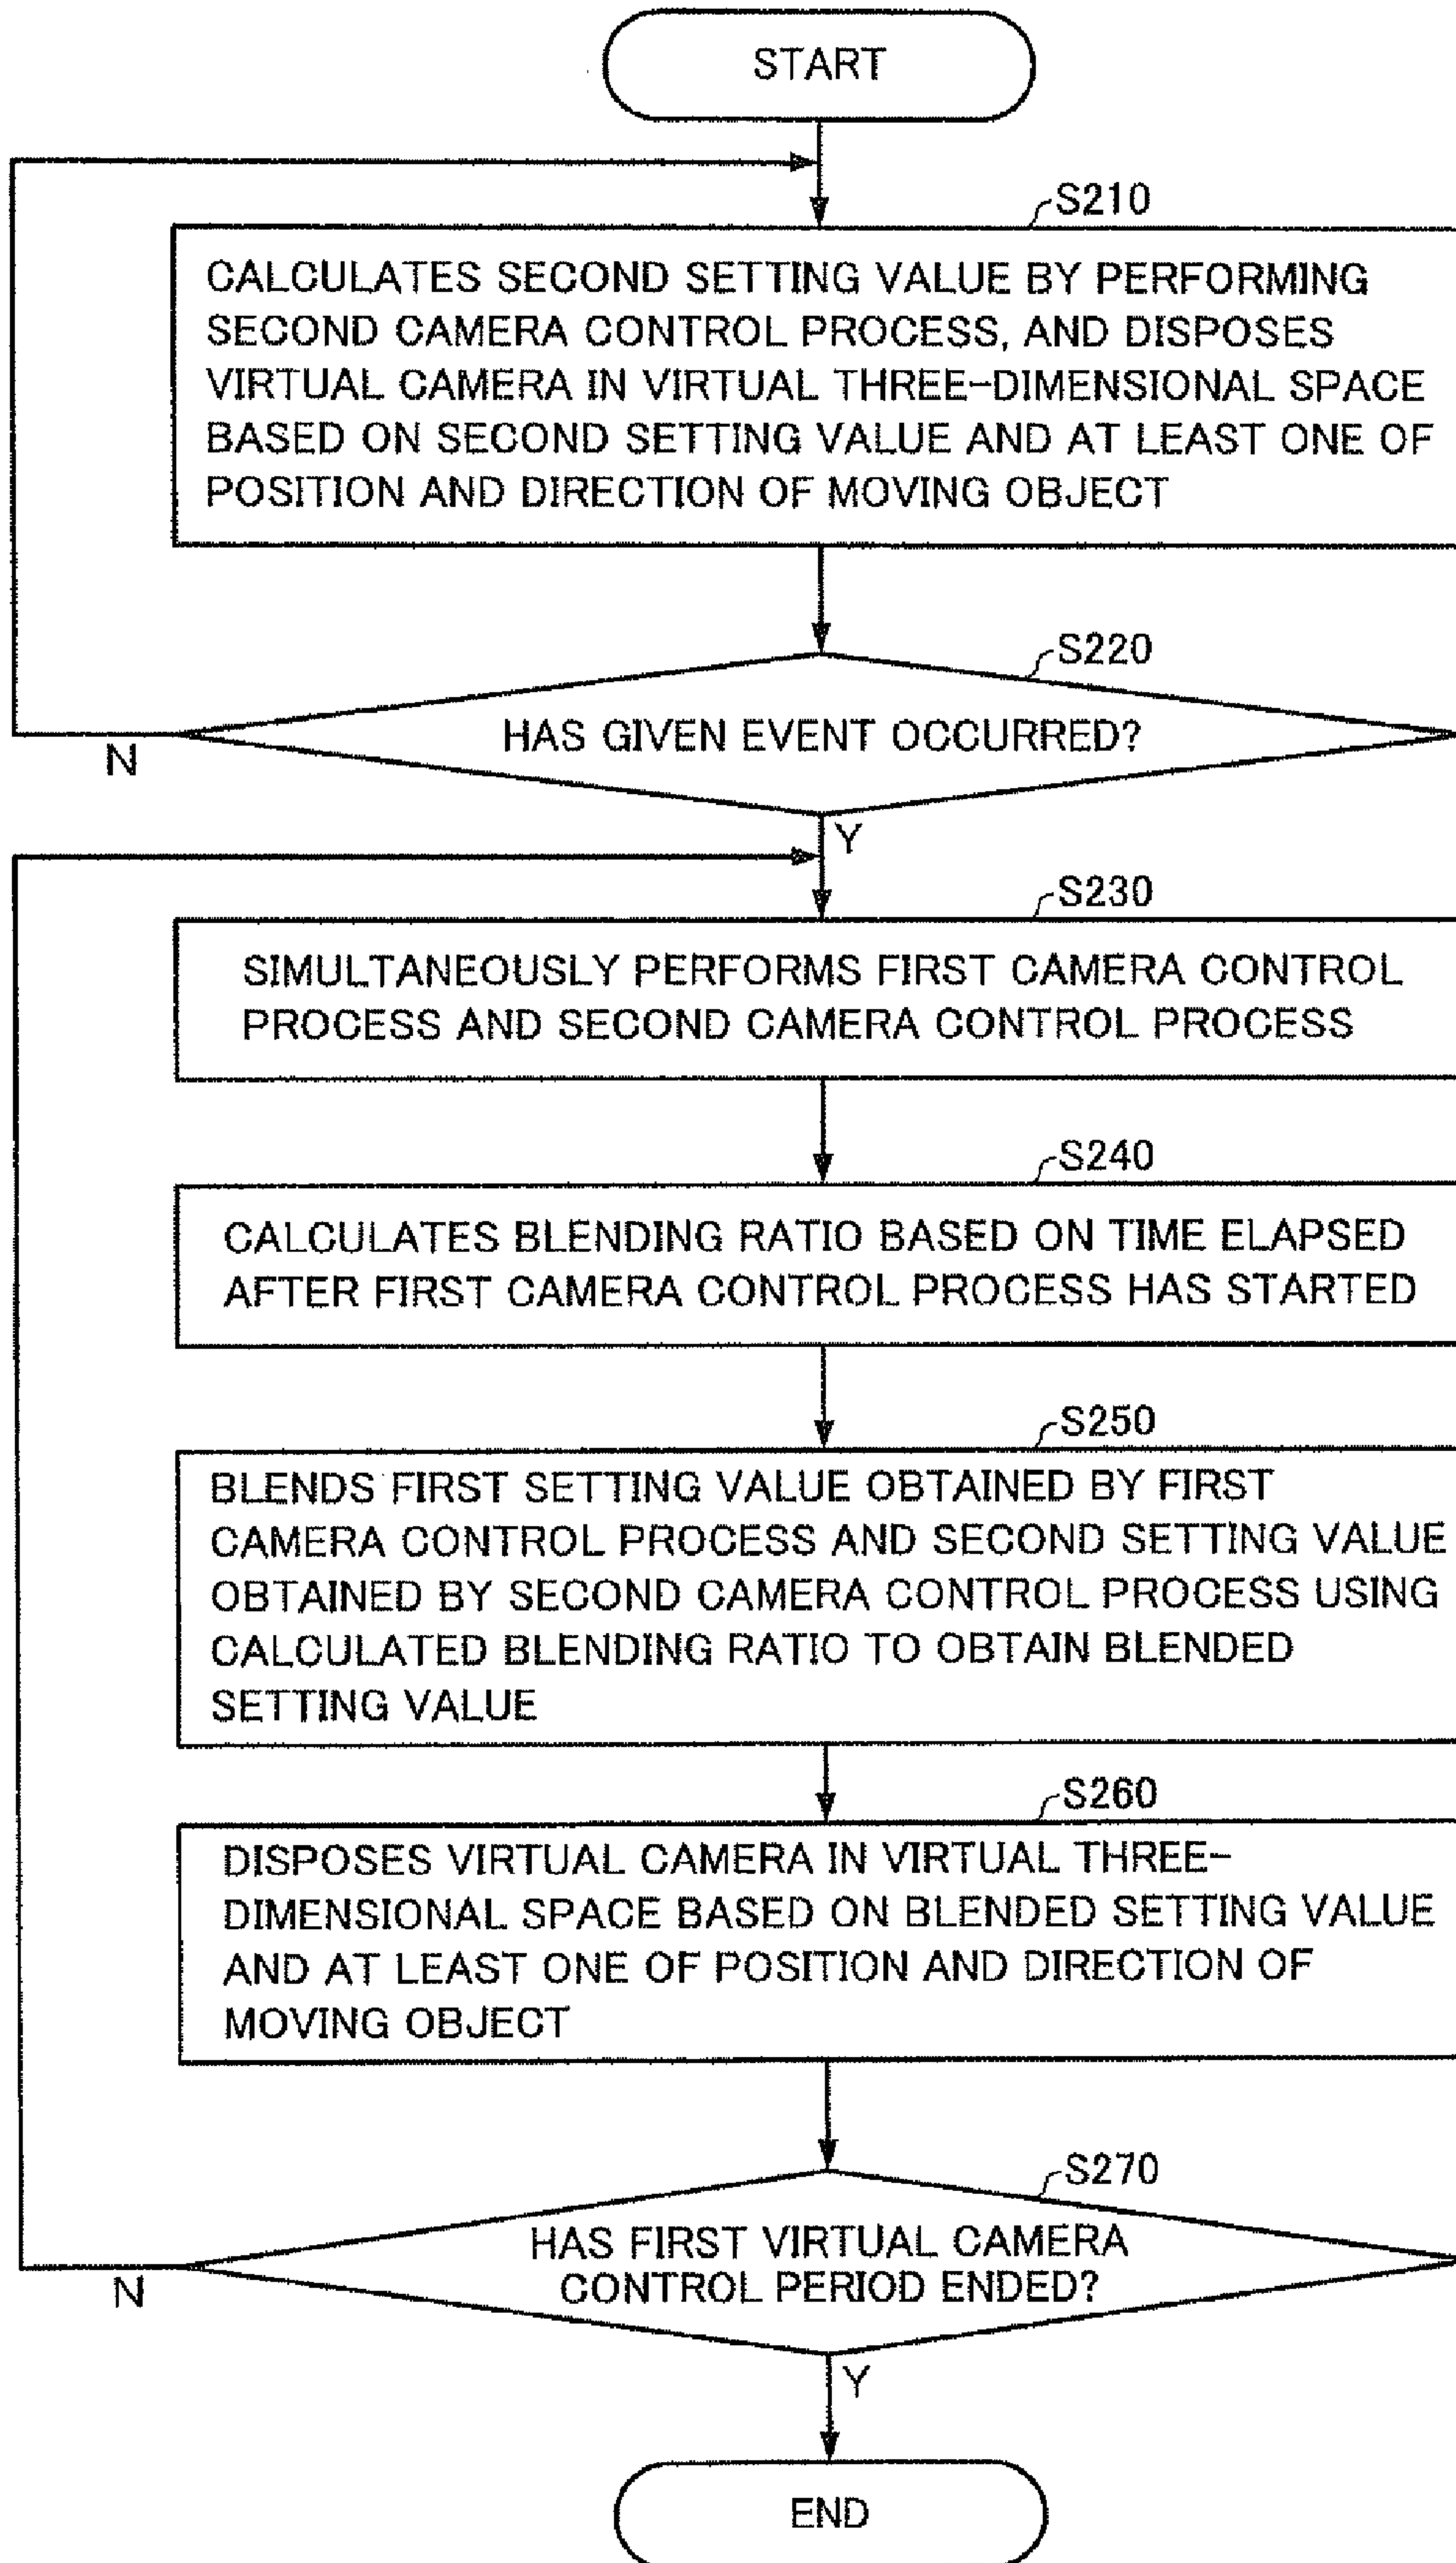 START
S210
CALCULATES SECOND SETTING VALUE BY PERFORMING
SECOND CAMERA CONTROL PROCESS, AND DISPOSES
VIRTUAL CAMERA IN VIRTUAL THREE-DIMENSIONAL SPACE
BASED ON SECOND SETTING VALUE AND AT LEAST ONE OF
POSITION AND DIRECTION OF MOVING OBJECT
S220
HAS GIVEN EVENT OCCURRED?
N
Y
S230
SIMULTANEOUSLY PERFORMS FIRST CAMERA CONTROL
PROCESS AND SECOND CAMERA CONTROL PROCESS
S240
CALCULATES BLENDING RATIO BASED ON TIME ELAPSED
AFTER FIRST CAMERA CONTROL PROCESS HAS STARTED
S250
BLENDS FIRST SETTING VALUE OBTAINED BY FIRST
CAMERA CONTROL PROCESS AND SECOND SETTING VALUE
OBTAINED BY SECOND CAMERA CONTROL PROCESS USING
CALCULATED BLENDING RATIO TO OBTAIN BLENDED
SETTING VALUE
S260
DISPOSES VIRTUAL CAMERA IN VIRTUAL THREE-
DIMENSIONAL SPACE BASED ON BLENDED SETTING VALUE
AND AT LEAST ONE OF POSITION AND DIRECTION OF
MOVING OBJECT
S270
HAS FIRST VIRTUAL CAMERA
CONTROL PERIOD ENDED?
N
Y
END